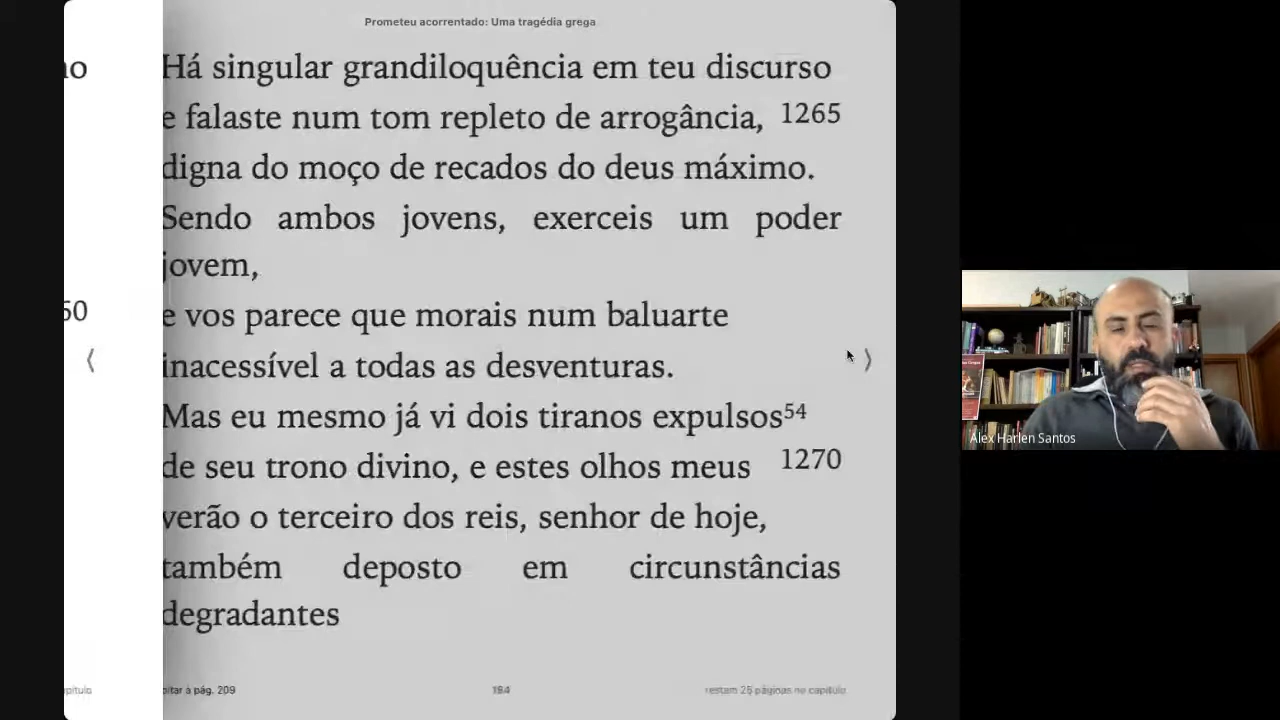 Prometeu acorrentado: Uma tragédia grega
no
Há singular grandiloquência em teu discurso
e falaste num tom repleto de arrogância, 1265
digna do moço de recados do deus máximo.
Sendo ambos jovens, exerceis um poder
jovem,
60
e vos parece que morais num baluarte
inacessível a todas as desventuras.
Mas eu mesmo já vi dois tiranos expulsos54
de seu trono divino, e estes olhos meus 1270
verão o terceiro dos reis, senhor de hoje,
também deposto em circunstâncias
degradantes
à pág. 209
restam 25 páginas no capítulo
Alex Harlen Santos